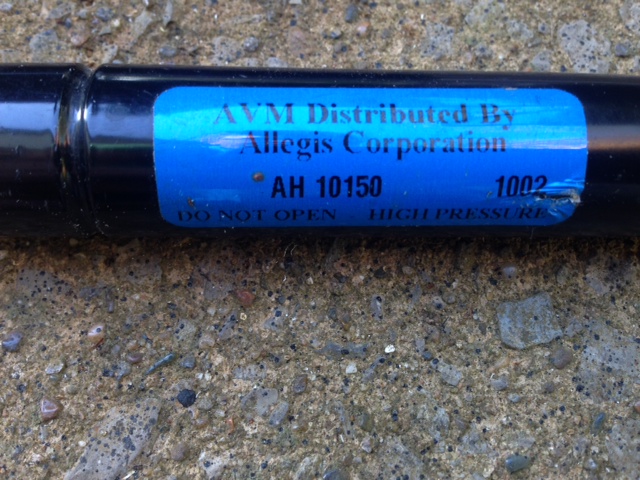 AVM Distributed By
Allegis Corporation
AH 10150 1002
DO NOT OPEN HIGH PRESSURE